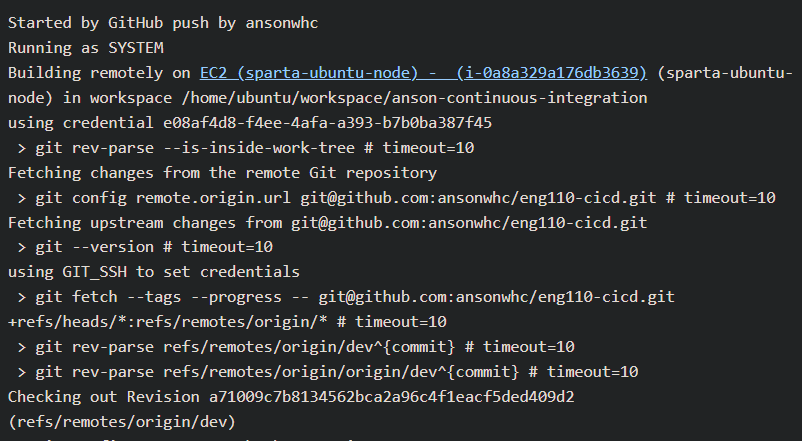 Started by GitHub push by ansonwhc
Running as SYSTEM
Building remotely on EC2 (sparta-ubuntu-node) -  (i-0a8a329a176db3639) (sparta-ubuntu-
node) in workspace /home/ubuntu/workspace/anson-continuous-integration
using credential e08af4d8-f4ee-4afa-a393-b7b0ba387f45
 > git rev-parse --is-inside-work-tree # timeout=10
Fetching changes from the remote Git repository
 > git config remote.origin.url git@github.com:ansonwhc/eng110-cicd.git # timeout=10
Fetching upstream changes from git@github.com:ansonwhc/eng110-cicd.git
 > git --version # timeout=10
using GIT_SSH to set credentials
 > git fetch --tags --progress -- git@github.com:ansonwhc/eng110-cicd.git
+refs/heads/*:refs/remotes/origin/* # timeout=10
 > git rev-parse refs/remotes/origin/dev^{commit} # timeout=10
 > git rev-parse refs/remotes/origin/origin/dev^{commit} # timeout=10
Checking out Revision a71009c7b8134562bca2a96c4f1eacf5ded409d2
(refs/remotes/origin/dev)